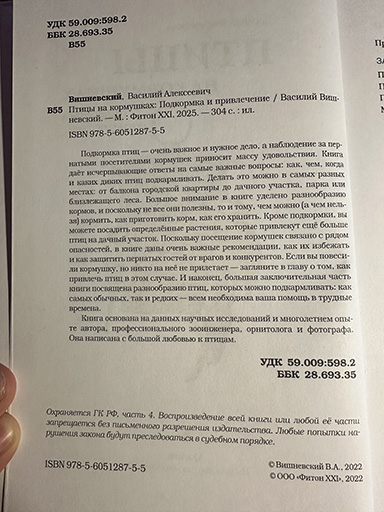 УДК 59.009:598.2
ББК 28.693.35
В55
Вишневский, Василий Алексеевич
В55 Птицы на кормушках: Подкормка и привлечение / Василий Виш-
невский. — М. : Фитон XXI, 2025. — 304 с. : ил.
ISBN 978-5-6051287-5-5
Подкормка птиц — очень важное и нужное дело, а наблюдение за пер-
натыми посетителями кормушек приносит массу удовольствия. Книга
даёт исчерпывающие ответы на самые важные вопросы: как, чем, когда
и каких диких птиц подкармливать. Делать это можно в самых разных
местах: от балкона городской квартиры до дачного участка, парка или
близлежащего леса. Большое внимание в книге уделено разнообразию
кормов, и поскольку не все они полезны, то и тому, чем можно (а чем нель-
зя) кормить, как приготовить корм, как его хранить. Кроме подкормки, вы
можете посадить определённые растения, которые привлекут ещё больше
птиц на дачный участок. Поскольку посещение кормушек связано с рядом
опасностей, в книге даны очень важные рекомендации, как их избежать
и как защитить пернатых гостей от врагов и конкурентов. Если вы повеси-
ли кормушку, но никто на неё не прилетает — загляните в главу о том, как
привлечь птиц в этом случае. И наконец, большая заключительная часть
книги посвящена разнообразию птиц, которых можно подкармливать: как
самых обычных, так и редких — всем необходима ваша помощь в трудные
времена.
Книга основана на данных научных исследований и многолетнем опы-
те автора, профессионального зооинженера, орнитолога и фотографа.
Она написана с большой любовью к птицам.
УДК 59.009:598.2
ББК 28.693.35
Охраняется ГК РФ, часть 4. Воспроизведение всей книги или любой её части
запрещается без письменного разрешения издательства. Любые попытки на-
рушения закона будут преследоваться в судебном порядке.
ISBN 978-5-6051287-5-5
© Вишневский В.А., 2022
© ООО «Фитон XXI», 2022